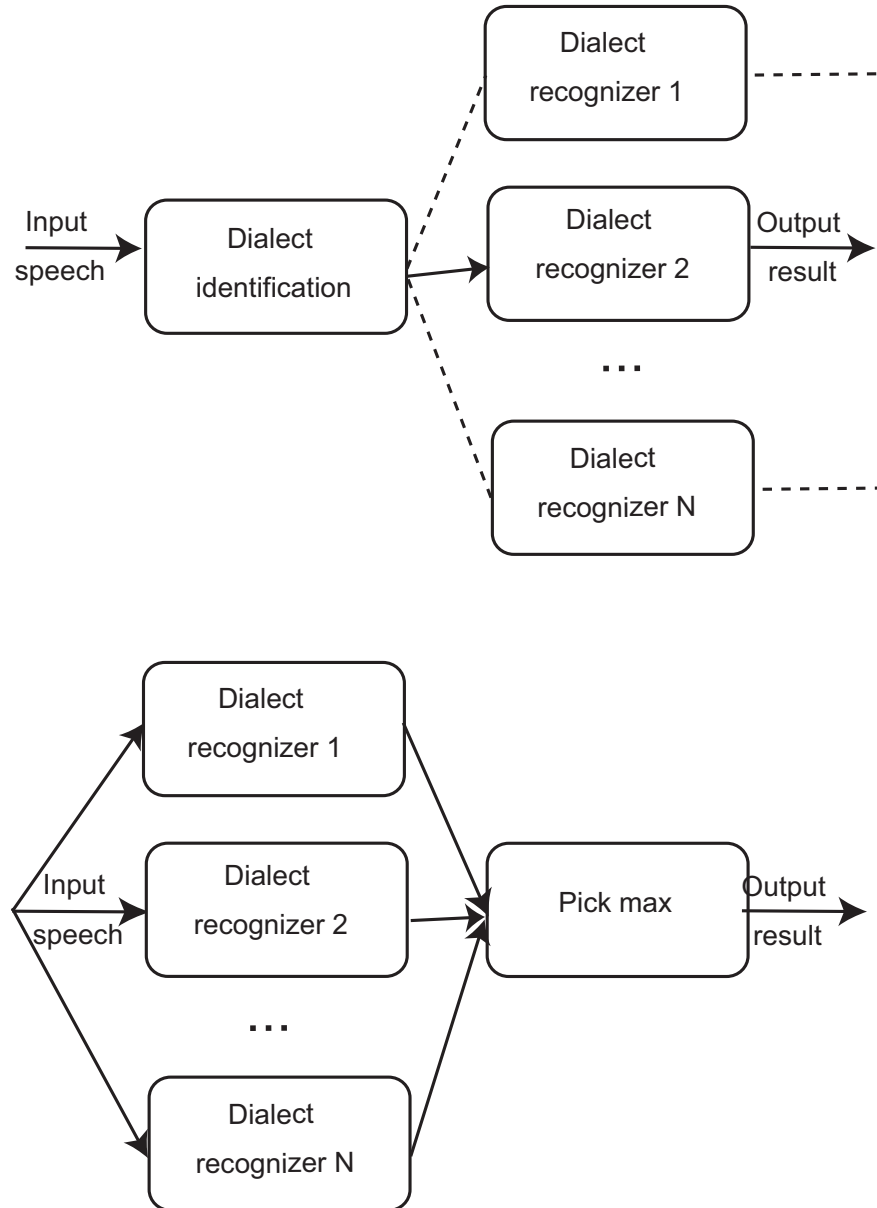 Dialect
recognizer 1
Input
speech
Dialect
identification
Dialect
recognizer 2
Output
result
...
Dialect
recognizer N
Dialect
recognizer 1
Input
speech
Dialect
recognizer 2
Pick max
Output
result
...
Dialect
recognizer N